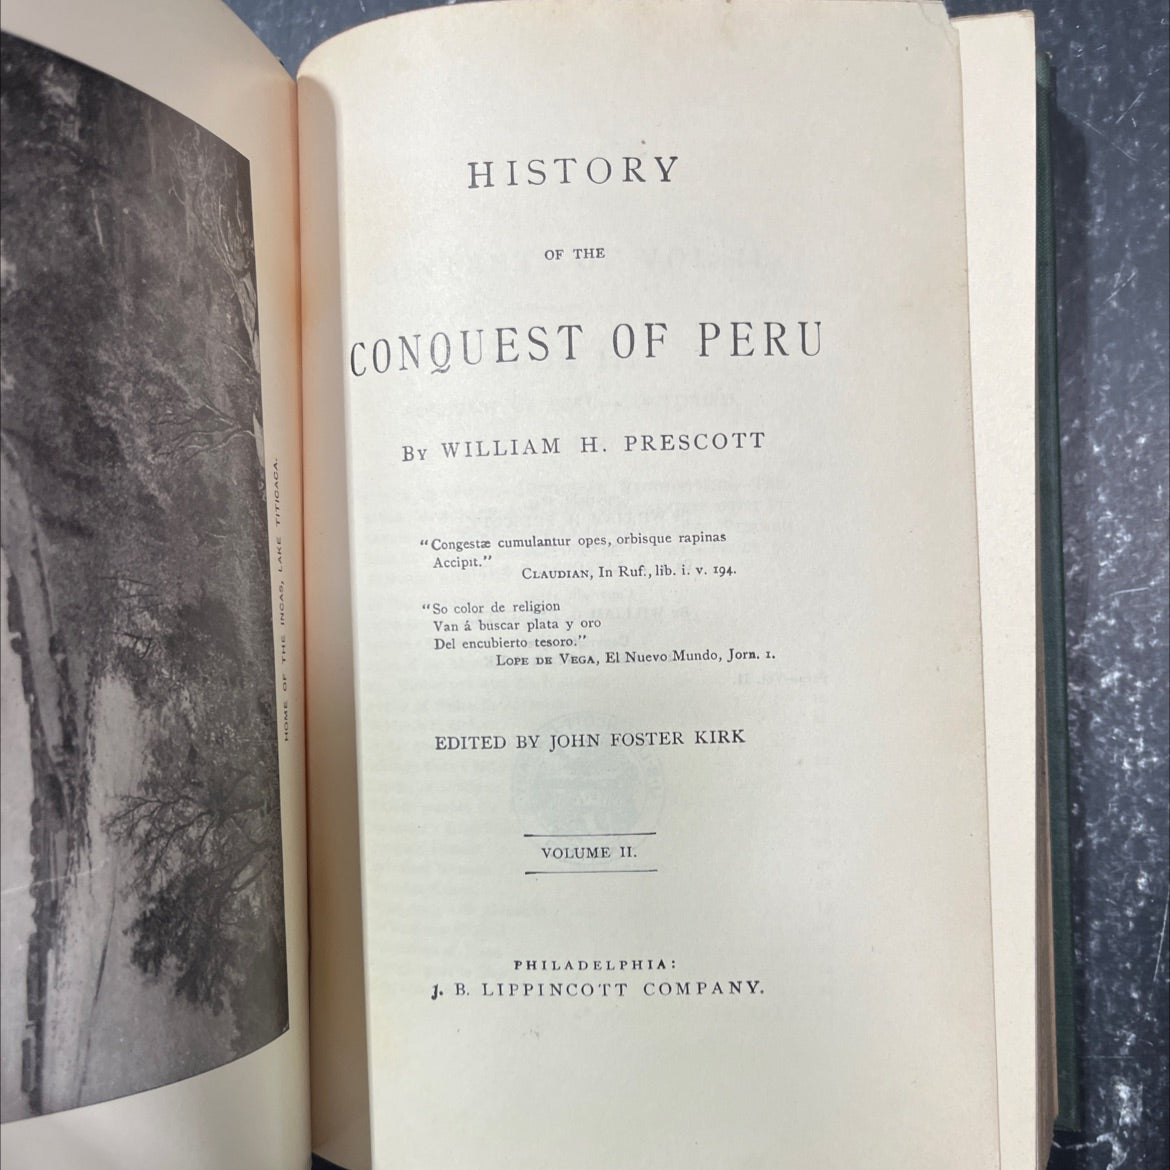 HOME OF THE INCAS, LAKE TITICACA.
HISTORY
OF THE
CONQUEST OF PERU
By WILLIAM H. PRESCOTT
“Congestæ cumulantur opes, orbisque rapinas
Accipit.”
CLAUDIAN, In Ruf., lib. i. v. 194.
“So color de religion
Van á buscar plata y oro
Del encubierto tesoro.”
LOPE DE VEGA, El Nuevo Mundo, Jorn. 1.
EDITED BY JOHN FOSTER KIRK
VOLUME II.
PHILADELPHIA:
J. B. LIPPINCOTT COMPANY.